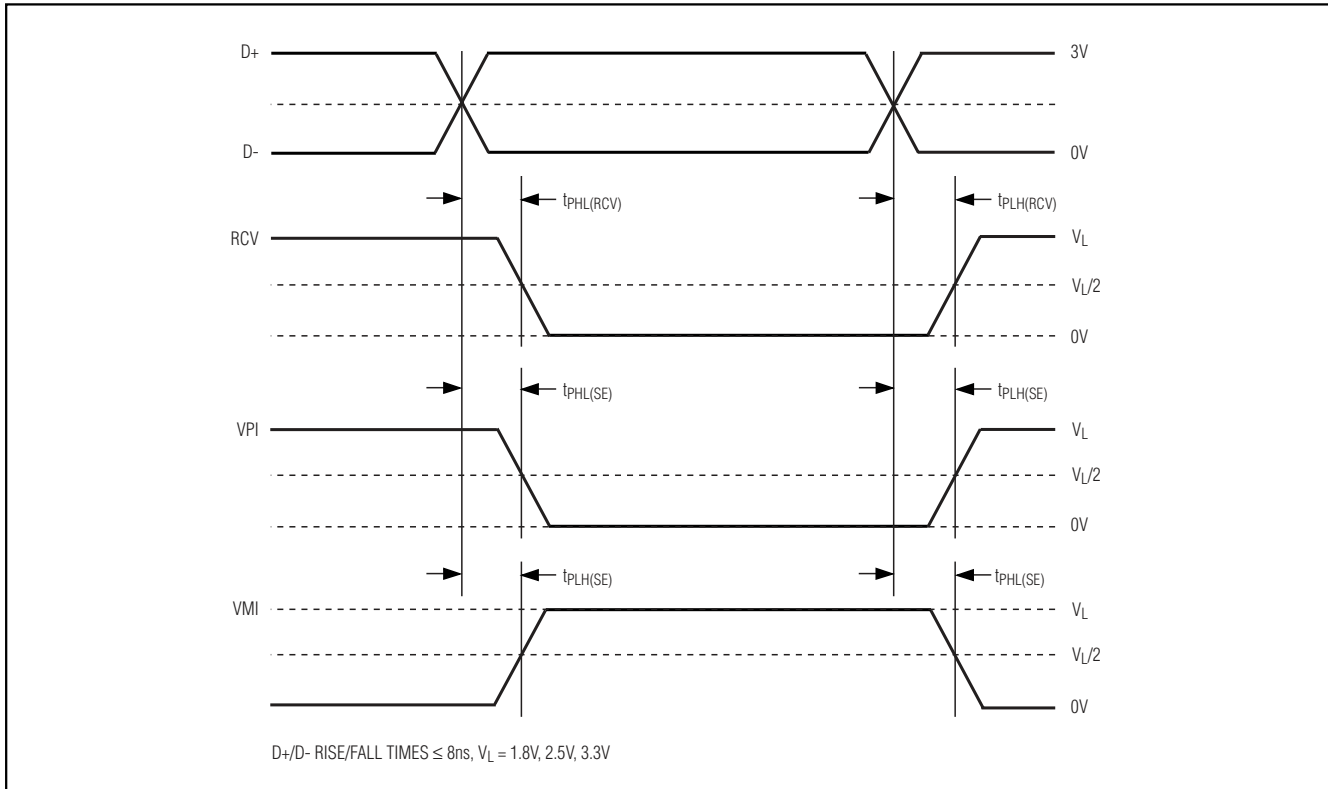 D+ 3V
D- 0V
tPHL(RCV) tPLH(RCV)
RCV VL
VL/2
0V
tPHL(SE) tPLH(SE)
VPI VL
VL/2
0V
tPLH(SE) tPHL(SE)
VMI VL
VL/2
0V
D+/D- RISE/FALL TIMES ≤ 8ns, VL = 1.8V, 2.5V, 3.3V